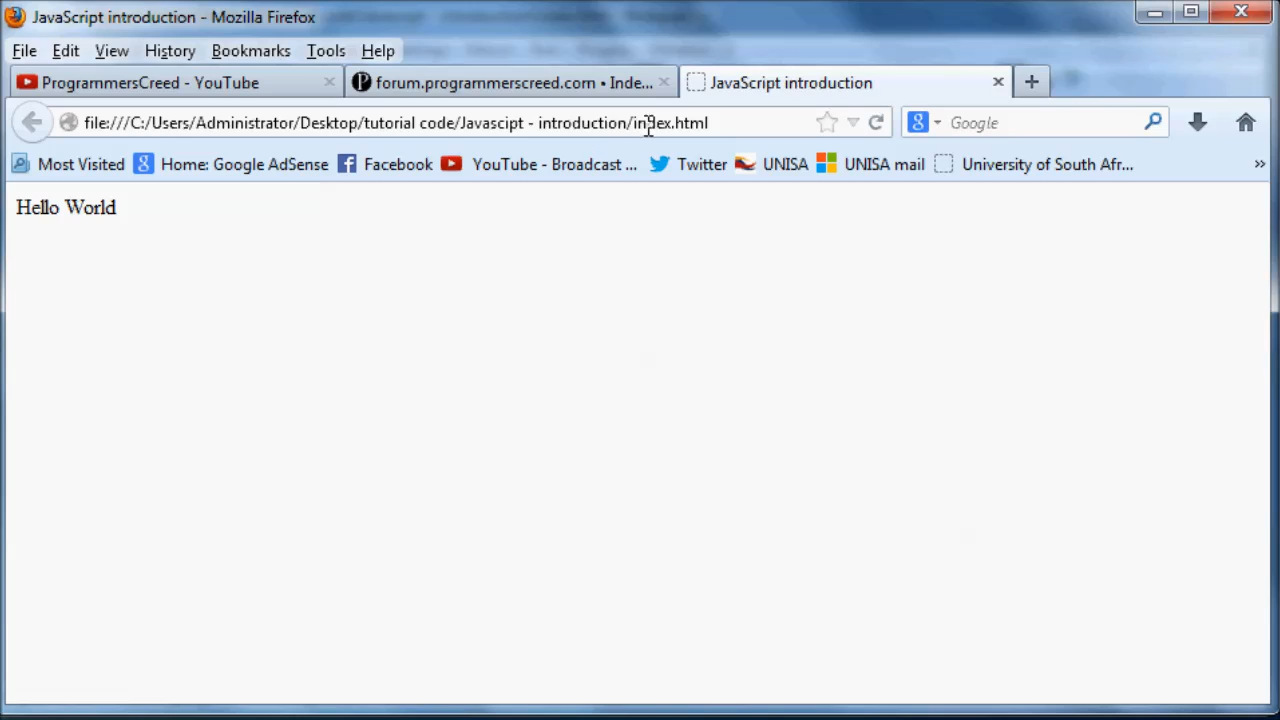 JavaScript introduction - Mozilla Firefox
File Edit View History Bookmarks Tools Help
ProgrammersCreed - YouTube forum.programmerscreed.com • Inde... JavaScript introduction
file:///C:/Users/Administrator/Desktop/tutorial code/Javascipt - introduction/index.html Google
Most Visited Home: Google AdSense Facebook YouTube - Broadcast ... Twitter UNISA UNISA mail University of South Afr... »
Hello World